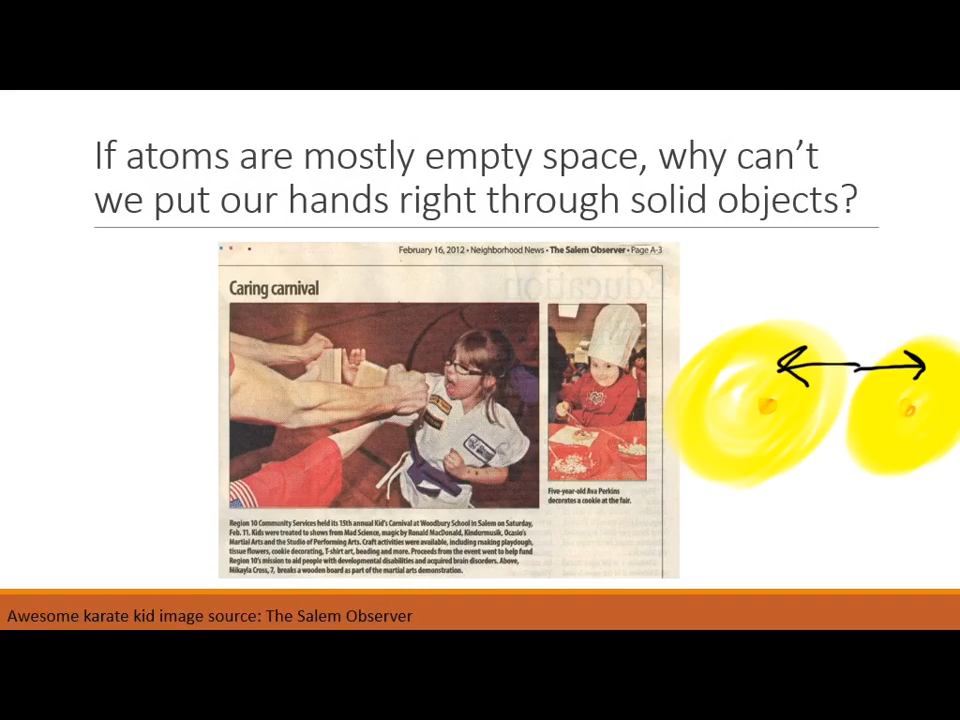 If atoms are mostly empty space, why can't
we put our hands right through solid objects?
February 16, 2012 • Neighborhood News • The Salem Observer • Page A-3
Caring carnival
Five-year-old Ava Perkins
decorates a cookie at the fair.
Region 10 Community Services held its 15th annual Kid's Carnival at Woodbury School in Salem on Saturday,
Feb. 11. Kids were treated to shows from Mad Science, magic by Ronald MacDonald, Kindermusik, Ocasio's
Martial Arts and the Studio of Performing Arts. Craft activities were available, including making playdough,
tissue flowers, cookie decorating, T-shirt art, beading and more. Proceeds from the event went to help fund
Region 10's mission to aid people with developmental disabilities and acquired brain disorders. Above,
Mikayla Cross, 7, breaks a wooden board as part of the martial arts demonstration.
Awesome karate kid image source: The Salem Observer